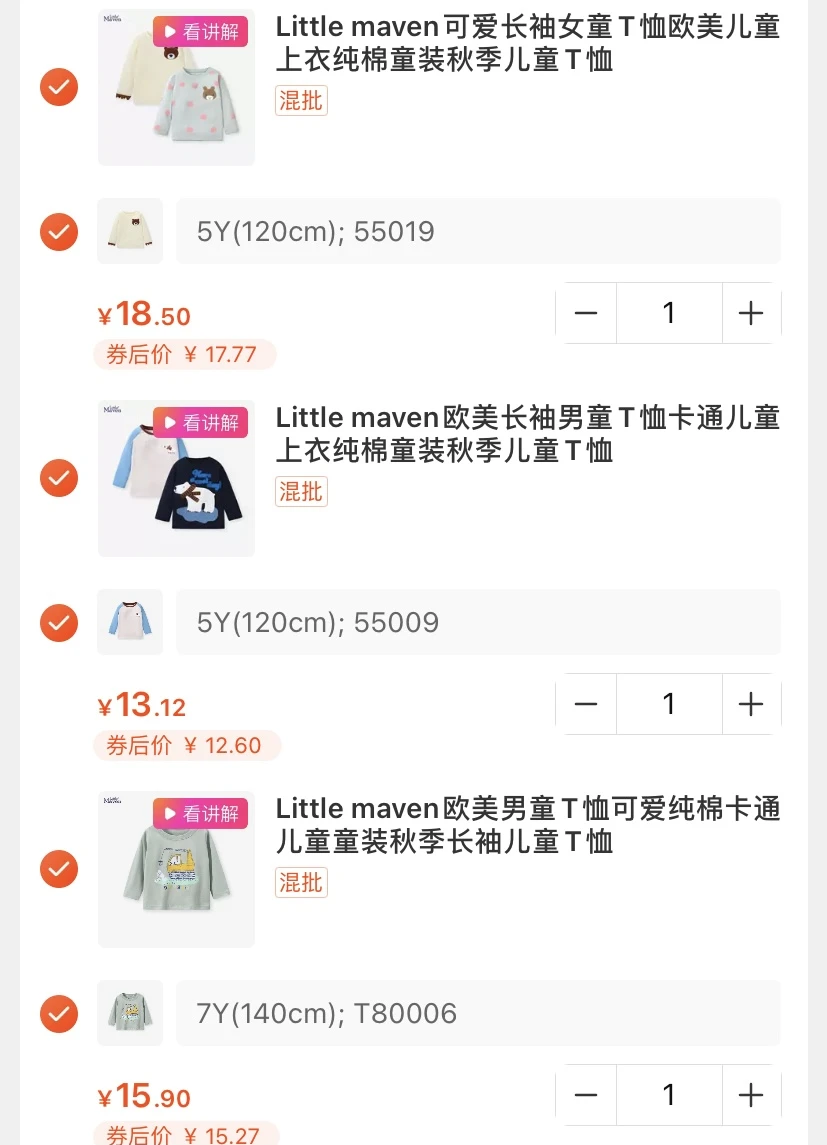 Little Maven
看讲解
Little maven可爱长袖女童T恤欧美儿童
上衣纯棉童装秋季儿童T恤
混批
5Y(120cm); 55019
¥18.50
1
券后价 ¥ 17.77
Little Maven
看讲解
Little maven欧美长袖男童T恤卡通儿童
上衣纯棉童装秋季儿童T恤
混批
5Y(120cm); 55009
¥13.12
1
券后价 ¥ 12.60
Little Maven
看讲解
Little maven欧美男童T恤可爱纯棉卡通
儿童童装秋季长袖儿童T恤
混批
7Y(140cm); T80006
¥15.90
1
券后价 ¥ 15.27